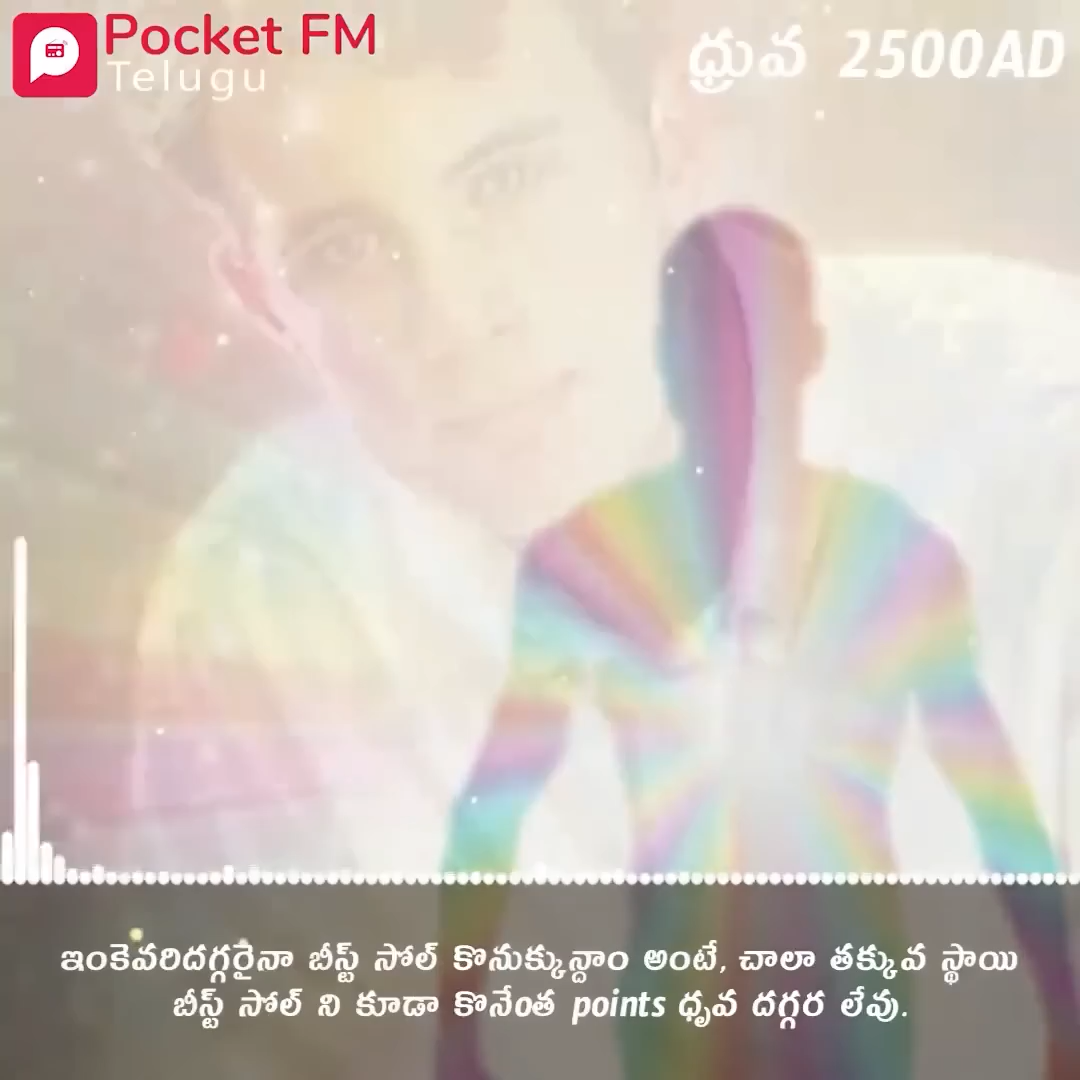 Pocket FM
Telugu
ధ్రువ 2500AD
ఇంకెవరిదగ్గరైనా బీస్ట్ సోల్ కొనుక్కున్దాం అంటే, చాలా తక్కువ స్థాయి
బీస్ట్ సోల్ ని కూడా కొనేంత points ధృవ దగ్గర లేవు.